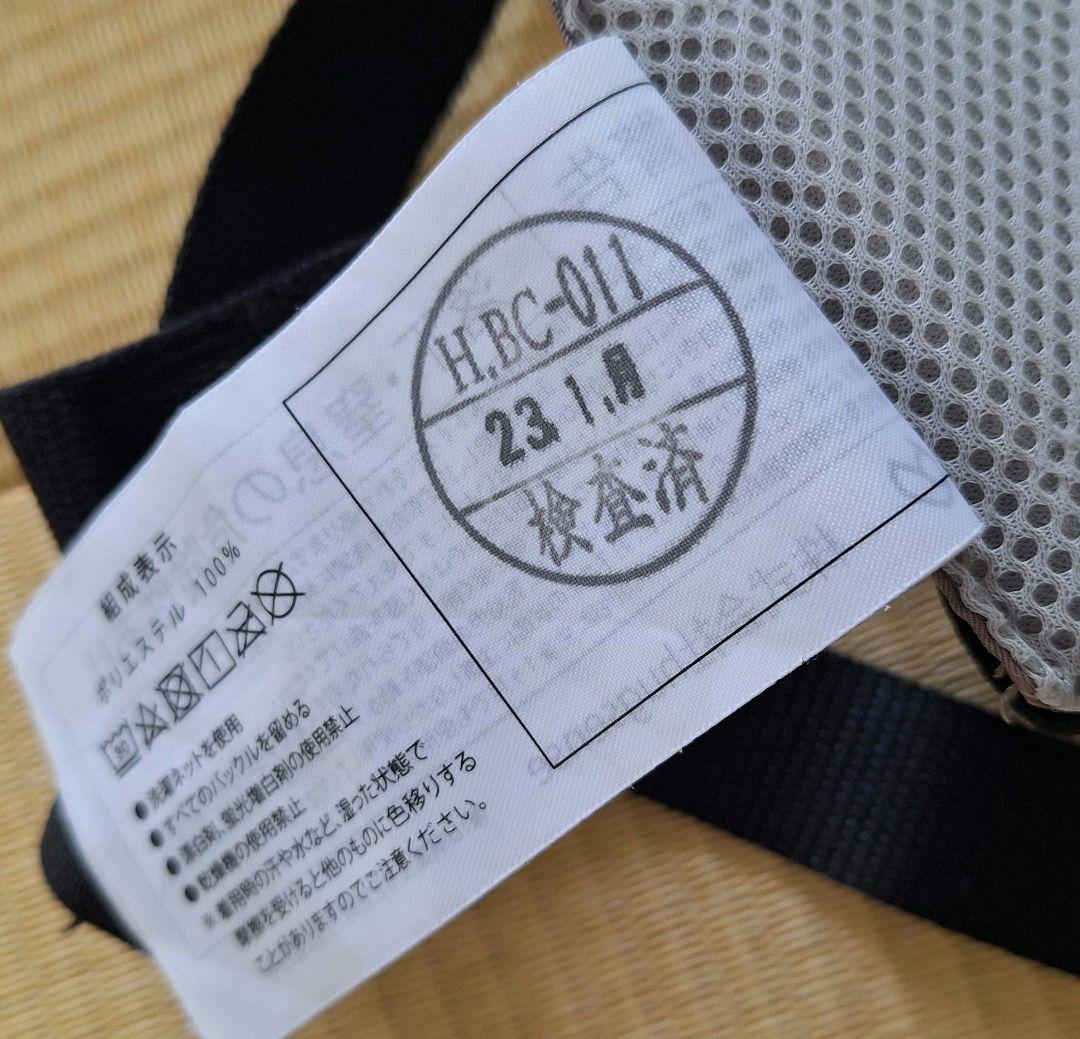 H.BC-011
23.1.月
検査済
組成表示
ポリエステル 100%
30
●洗濯ネットを使用
●すべてのバックルを留める
●漂白剤、蛍光増白剤の使用禁止
●乾燥機の使用禁止
※着用時の汗や水など、湿った状態で
摩擦を受けると他のものに色移りする
ことがありますのでご注意ください。